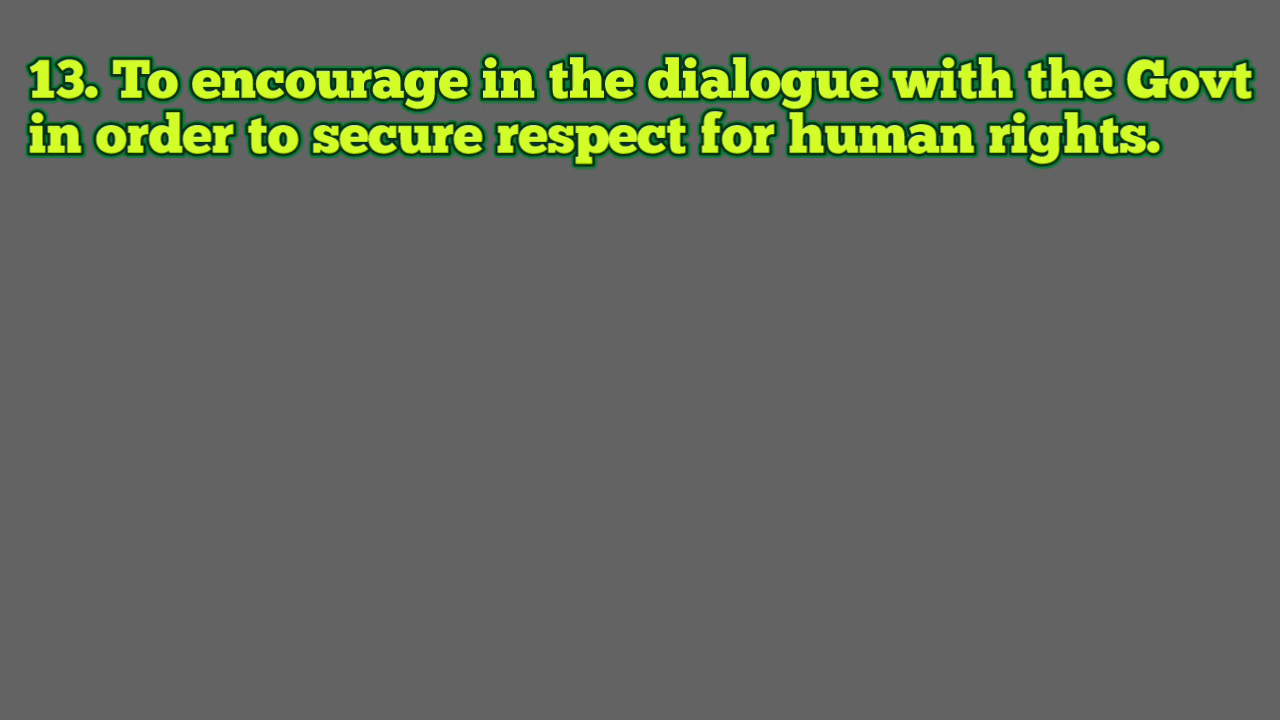 13. To encourage in the dialogue with the Govt
in order to secure respect for human rights.